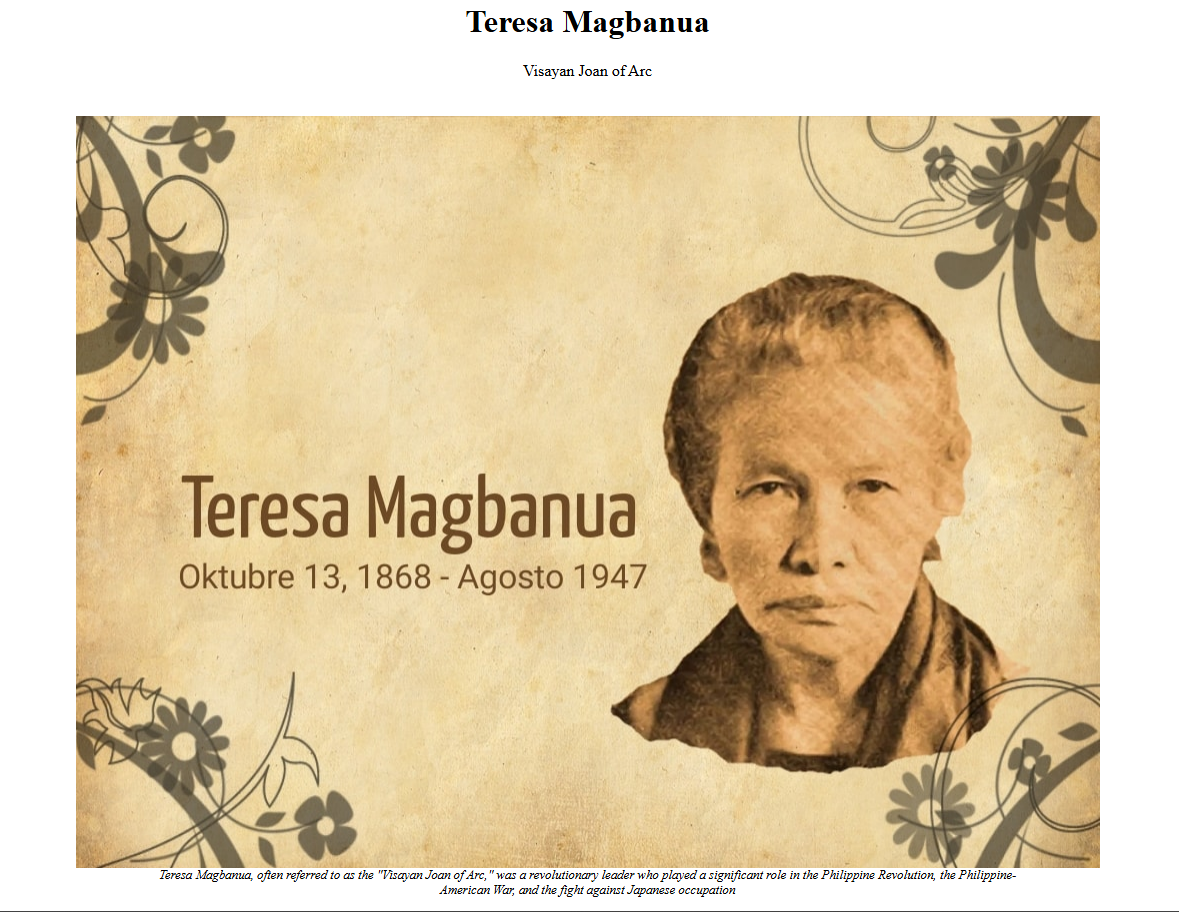 Teresa Magbanua
Visayan Joan of Arc
Teresa Magbanua
Oktubre 13, 1868 - Agosto 1947
Teresa Magbanua, often referred to as the "Visayan Joan of Arc," was a revolutionary leader who played a significant role in the Philippine Revolution, the Philippine-
American War, and the fight against Japanese occupation